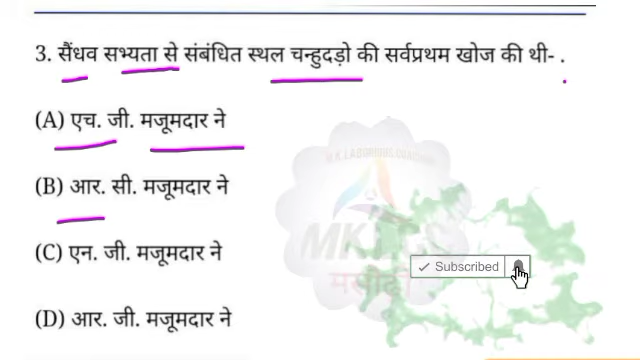 3. सैंधव सभ्यता से संबंधित स्थल चन्हुदड़ो की सर्वप्रथम खोज की थी- .
(A) एच. जी. मजूमदार ने
(B) आर. सी. मजूमदार ने
(C) एन. जी. मजूमदार ने
Subscribed
(D) आर. जी. मजूमदार ने